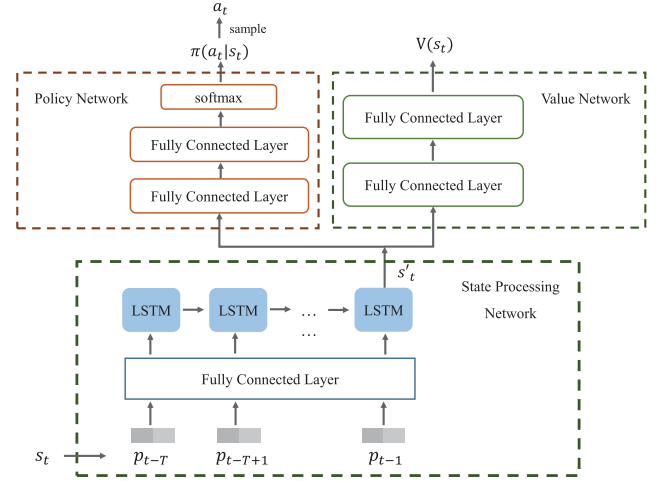 a_t
sample
π(a_t|s_t)
V(s_t)
Policy Network
softmax
Fully Connected Layer
Fully Connected Layer
Value Network
Fully Connected Layer
Fully Connected Layer
s'_t
State Processing
Network
LSTM
LSTM
...
LSTM
...
Fully Connected Layer
s_t
p_{t-T}
p_{t-T+1}
p_{t-1}